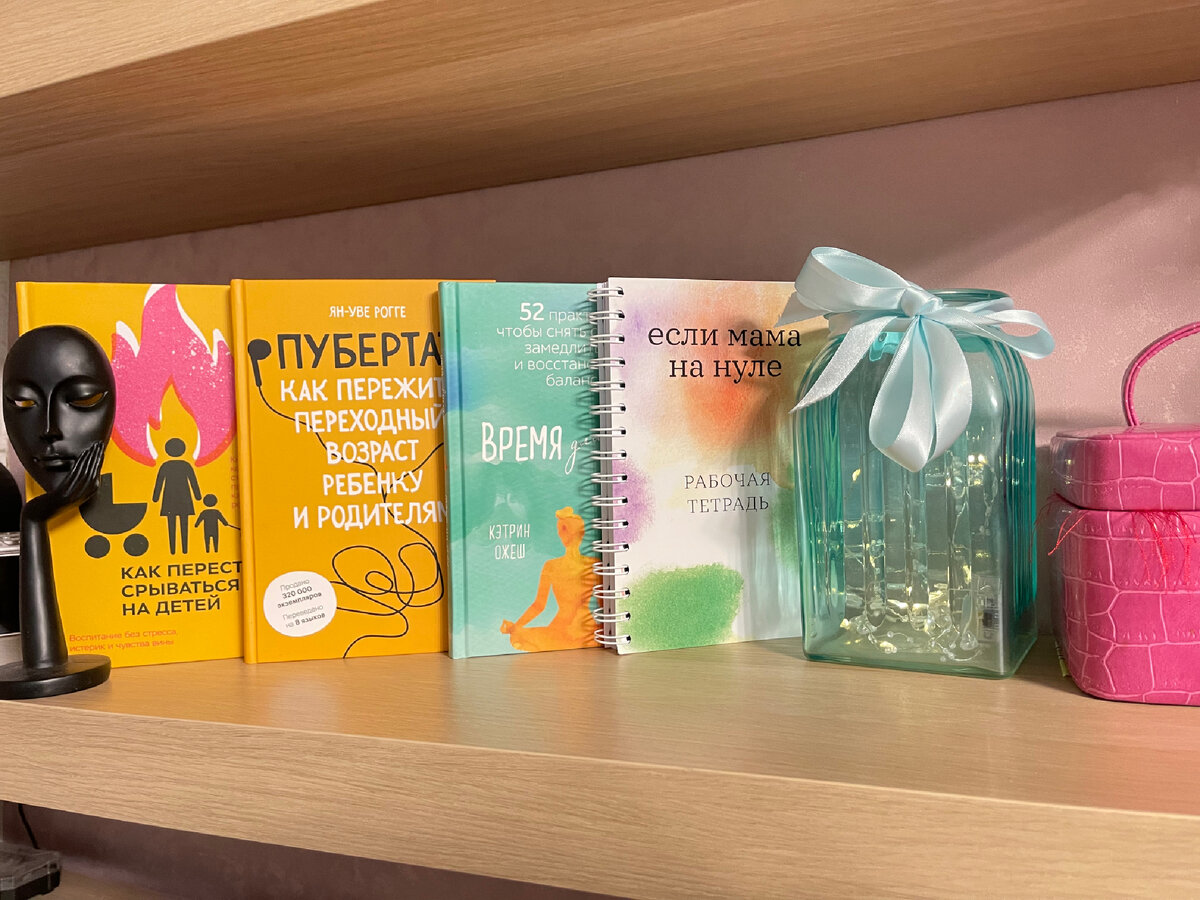 КАК ПЕРЕСТ
СРЫВАТЬСЯ
НА ДЕТЕЙ
Воспитание без стресса,
истерик и чувства вины
ЯН-УВЕ РОГГЕ
ПУБЕРТА
КАК ПЕРЕЖИТЬ
ПЕРЕХОДНЫЙ
ВОЗРАСТ
РЕБЕНКУ
И РОДИТЕЛЯМ
Продано
320 000
экземпляров
Переведено
на 8 языков
52 практ
чтобы снять
замедли
и восстан
балан
ВРЕМЯ д
КЭТРИН
ОЖЕШ
если мама
на нуле
РАБОЧАЯ
ТЕТРАДЬ